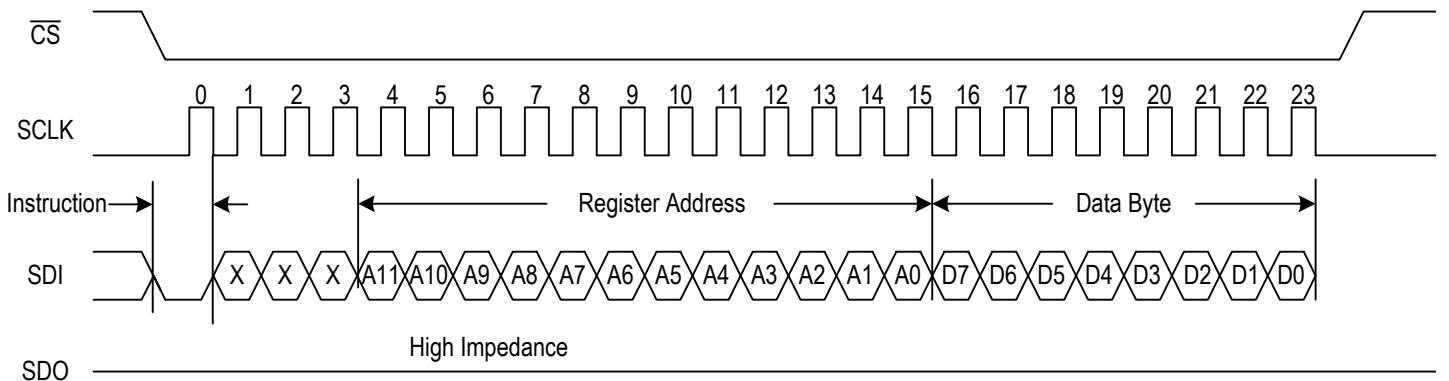 CS
0 1 2 3 4 5 6 7 8 9 10 11 12 13 14 15 16 17 18 19 20 21 22 23
SCLK
Instruction Register Address Data Byte
SDI X X X A11 A10 A9 A8 A7 A6 A5 A4 A3 A2 A1 A0 D7 D6 D5 D4 D3 D2 D1 D0
High Impedance
SDO